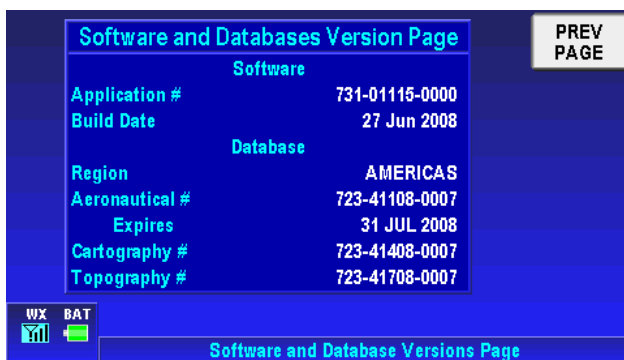 Software and Databases Version Page
PREV
PAGE
Software
Application # 731-01115-0000
Build Date 27 Jun 2008
Database
Region AMERICAS
Aeronautical # 723-41108-0007
Expires 31 JUL 2008
Cartography # 723-41408-0007
Topography # 723-41708-0007
WX BAT
Software and Database Versions Page